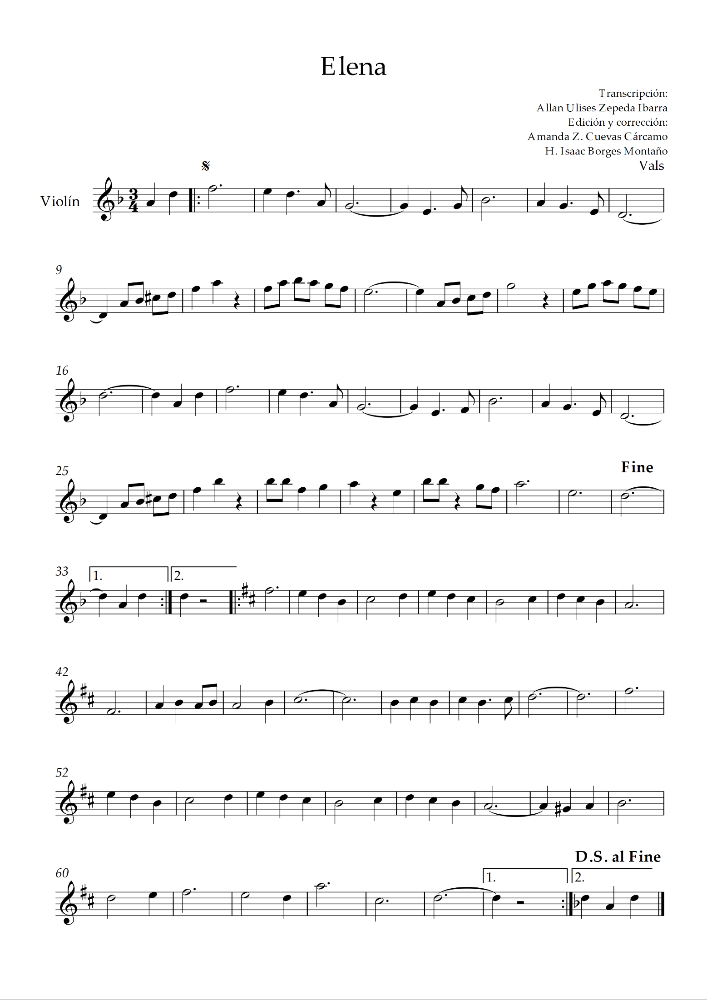 Elena
Transcripción:
Allan Ulises Zepeda Ibarra
Edición y corrección:
Amanda Z. Cuevas Cárcamo
H. Isaac Borges Montaño
Vals
Violín
3
4
9
16
25
Fine
33
1.
2.
42
52
D.S. al Fine
60
1.
2.